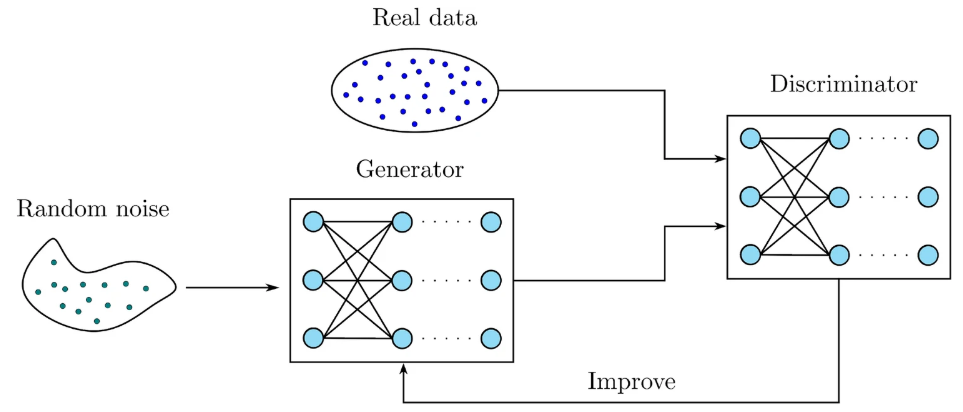 Real data
Discriminator
Generator
Random noise
Improve